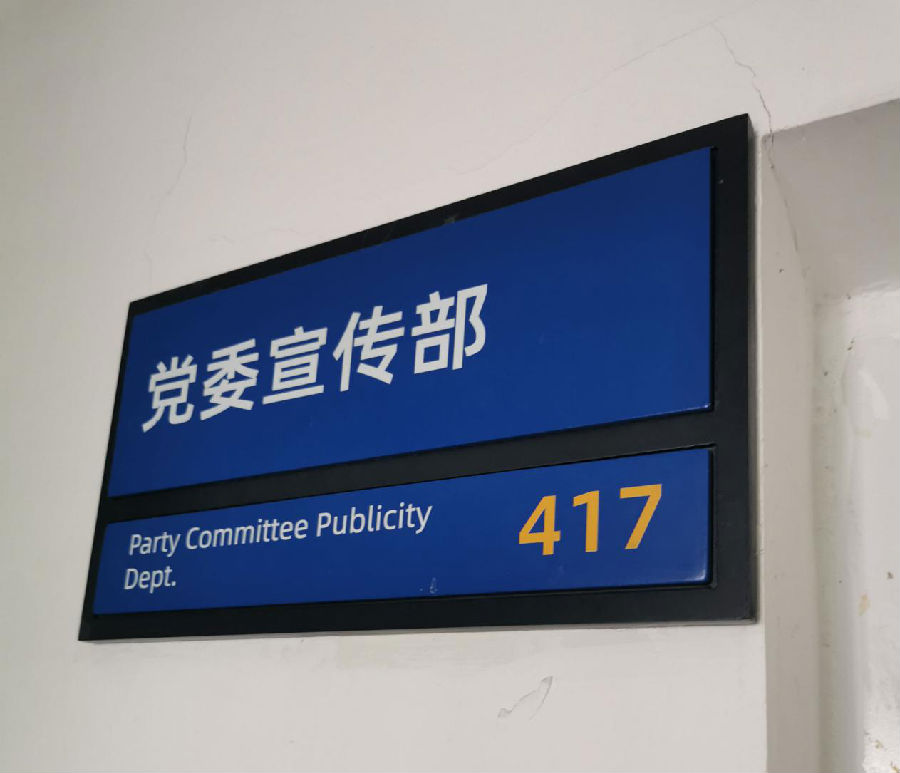 党委宣传部
Party Committee Publicity
Dept.
417